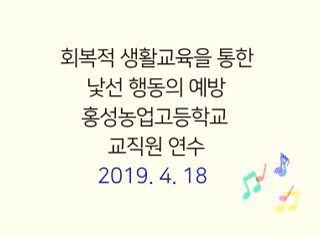 회복적 생활교육을 통한
낯선 행동의 예방
홍성농업고등학교
교직원 연수
2019. 4. 18